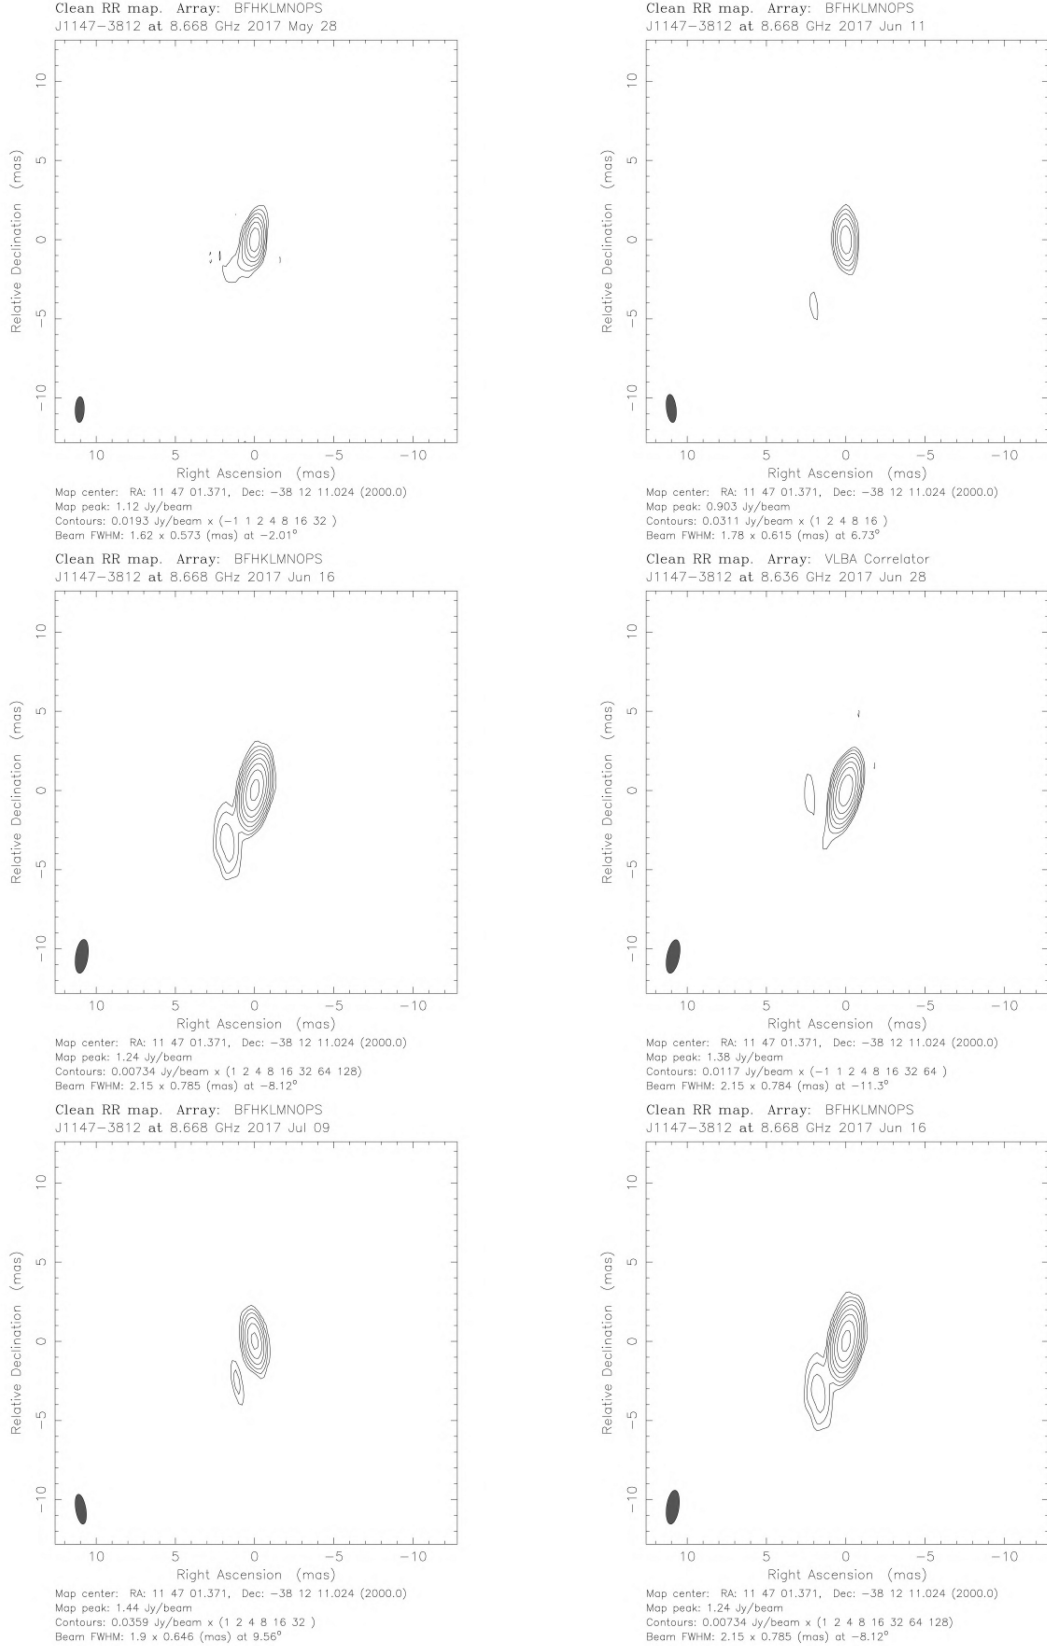 Clean RR map. Array: BFHKLMNOPS
J1147−3812 at 8.668 GHz 2017 May 28
10
5
0
−5
−10
Relative Declination (mas)
10 5 0 −5 −10
Right Ascension (mas)
Map center: RA: 11 47 01.371, Dec: −38 12 11.024 (2000.0)
Map peak: 1.12 Jy/beam
Contours: 0.0193 Jy/beam x (−1 1 2 4 8 16 32 )
Beam FWHM: 1.62 x 0.573 (mas) at −2.01°
Clean RR map. Array: BFHKLMNOPS
J1147−3812 at 8.668 GHz 2017 Jun 11
10
5
0
−5
−10
Relative Declination (mas)
10 5 0 −5 −10
Right Ascension (mas)
Map center: RA: 11 47 01.371, Dec: −38 12 11.024 (2000.0)
Map peak: 0.903 Jy/beam
Contours: 0.0311 Jy/beam x (1 2 4 8 16 )
Beam FWHM: 1.78 x 0.615 (mas) at 6.73°
Clean RR map. Array: BFHKLMNOPS
J1147−3812 at 8.668 GHz 2017 Jun 16
10
5
0
−5
−10
Relative Declination (mas)
10 5 0 −5 −10
Right Ascension (mas)
Map center: RA: 11 47 01.371, Dec: −38 12 11.024 (2000.0)
Map peak: 1.24 Jy/beam
Contours: 0.00734 Jy/beam x (1 2 4 8 16 32 64 128)
Beam FWHM: 2.15 x 0.785 (mas) at −8.12°
Clean RR map. Array: VLBA Correlator
J1147−3812 at 8.636 GHz 2017 Jun 28
10
5
0
−5
−10
Relative Declination (mas)
10 5 0 −5 −10
Right Ascension (mas)
Map center: RA: 11 47 01.371, Dec: −38 12 11.024 (2000.0)
Map peak: 1.38 Jy/beam
Contours: 0.0117 Jy/beam x (−1 1 2 4 8 16 32 64 )
Beam FWHM: 2.15 x 0.784 (mas) at −11.3°
Clean RR map. Array: BFHKLMNOPS
J1147−3812 at 8.668 GHz 2017 Jul 09
10
5
0
−5
−10
Relative Declination (mas)
10 5 0 −5 −10
Right Ascension (mas)
Map center: RA: 11 47 01.371, Dec: −38 12 11.024 (2000.0)
Map peak: 1.44 Jy/beam
Contours: 0.0359 Jy/beam x (1 2 4 8 16 32 )
Beam FWHM: 1.9 x 0.646 (mas) at 9.56°
Clean RR map. Array: BFHKLMNOPS
J1147−3812 at 8.668 GHz 2017 Jun 16
10
5
0
−5
−10
Relative Declination (mas)
10 5 0 −5 −10
Right Ascension (mas)
Map center: RA: 11 47 01.371, Dec: −38 12 11.024 (2000.0)
Map peak: 1.24 Jy/beam
Contours: 0.00734 Jy/beam x (1 2 4 8 16 32 64 128)
Beam FWHM: 2.15 x 0.785 (mas) at −8.12°